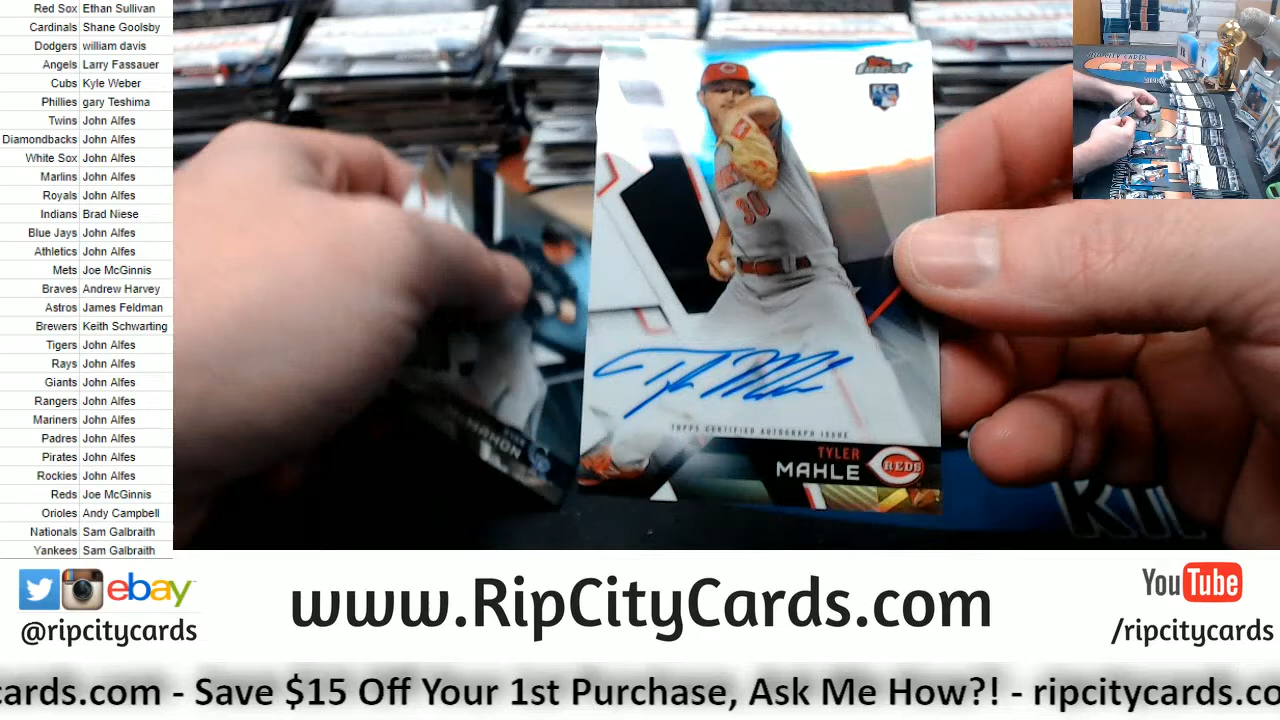 Red Sox Ethan Sullivan
Cardinals Shane Goolsby
Dodgers william davis
Angels Larry Fassauer
Cubs Kyle Weber
Phillies gary Teshima
Twins John Alfes
Diamondbacks John Alfes
White Sox John Alfes
Marlins John Alfes
Royals John Alfes
Indians Brad Niese
Blue Jays John Alfes
Athletics John Alfes
Mets Joe McGinnis
Braves Andrew Harvey
Astros James Feldman
Brewers Keith Schwarting
Tigers John Alfes
Rays John Alfes
Giants John Alfes
Rangers John Alfes
Mariners John Alfes
Padres John Alfes
Pirates John Alfes
Rockies John Alfes
Reds Joe McGinnis
Orioles Andy Campbell
Nationals Sam Galbraith
Yankees Sam Galbraith
Topps
finest
RC
30
TOPPS CERTIFIED AUTOGRAPH ISSUE
TYLER
MAHLE
REDS
MAHON
ebay
@ripcitycards
www.RipCityCards.com
YouTube
/ripcitycards
cards.com - Save $15 Off Your 1st Purchase, Ask Me How?! - ripcitycards.co